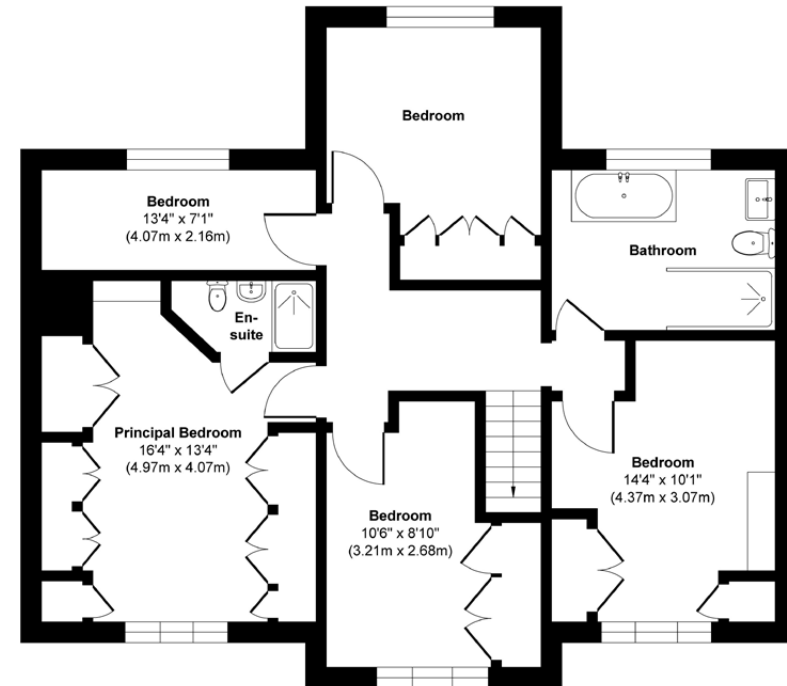 Bedroom
Bedroom
13'4" x 7'1"
(4.07m x 2.16m)
Bathroom
En-
suite
Principal Bedroom
16'4" x 13'4"
(4.97m x 4.07m)
Bedroom
14'4" x 10'1"
(4.37m x 3.07m)
Bedroom
10'6" x 8'10"
(3.21m x 2.68m)